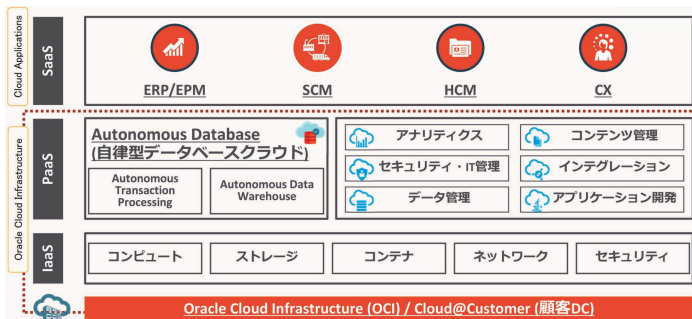 Cloud Applications
SaaS
ERP/EPM
SCM
HCM
CX
Oracle Cloud Infrastructure
PaaS
Autonomous Database
(自律型データベースクラウド)
Autonomous
Transaction
Processing
Autonomous Data
Warehouse
アナリティクス
コンテンツ管理
セキュリティ・IT管理
インテグレーション
データ管理
アプリケーション開発
IaaS
コンピュート
ストレージ
コンテナ
ネットワーク
セキュリティ
Oracle Cloud Infrastructure (OCI) / Cloud@Customer (顧客DC)